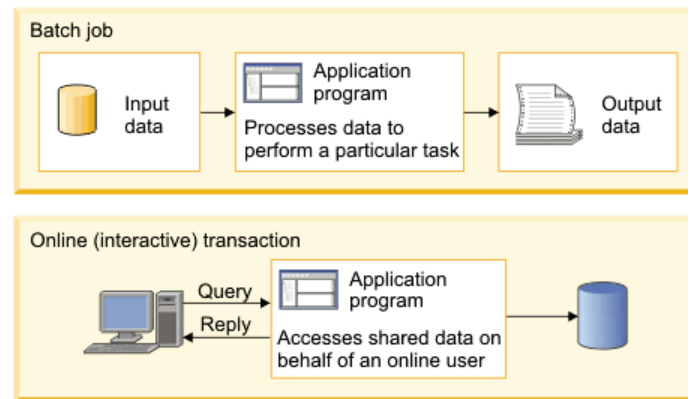 Batch job
Input
data
Application
program
Processes data to
perform a particular task
Output
data
Online (interactive) transaction
Query
Reply
Application
program
Accesses shared data on
behalf of an online user